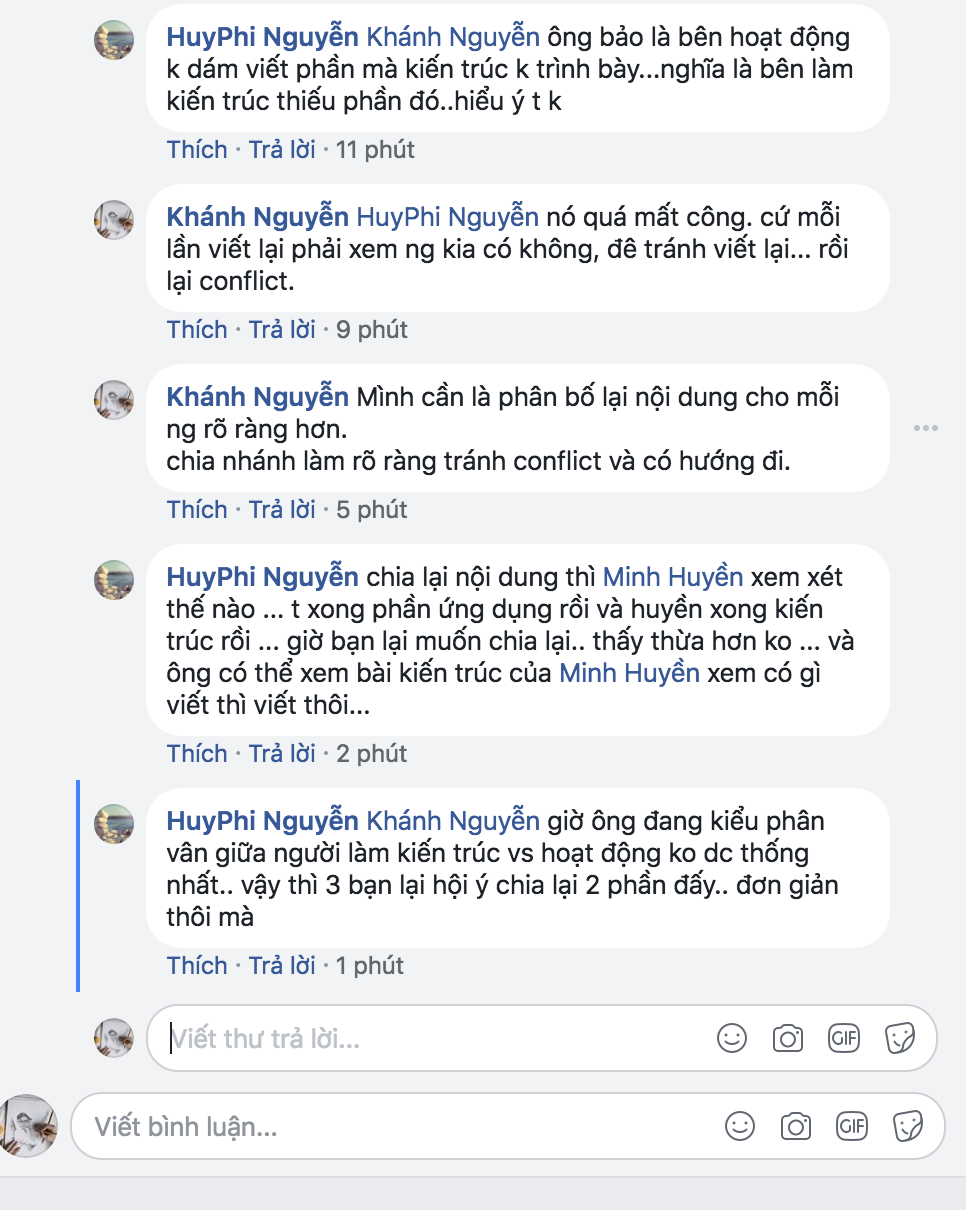 HuyPhi Nguyễn Khánh Nguyễn ông bảo là bên hoạt động
k dám viết phần mà kiến trúc k trình bày...nghĩa là bên làm
kiến trúc thiếu phần đó..hiểu ý t k
Thích · Trả lời · 11 phút
Khánh Nguyễn HuyPhi Nguyễn nó quá mất công. cứ mỗi
lần viết lại phải xem ng kia có không, đê tránh viết lại... rồi
lại conflict.
Thích · Trả lời · 9 phút
Khánh Nguyễn Mình cần là phân bố lại nội dung cho mỗi
ng rõ ràng hơn.
chia nhánh làm rõ ràng tránh conflict và có hướng đi.
Thích · Trả lời · 5 phút
HuyPhi Nguyễn chia lại nội dung thì Minh Huyền xem xét
thế nào ... t xong phần ứng dụng rồi và huyền xong kiến
trúc rồi ... giờ bạn lại muốn chia lại.. thấy thừa hơn ko ... và
ông có thể xem bài kiến trúc của Minh Huyền xem có gì
viết thì viết thôi...
Thích · Trả lời · 2 phút
HuyPhi Nguyễn Khánh Nguyễn giờ ông đang kiểu phân
vân giữa người làm kiến trúc vs hoạt động ko dc thống
nhất.. vậy thì 3 bạn lại hội ý chia lại 2 phần đấy.. đơn giản
thôi mà
Thích · Trả lời · 1 phút
Viết thư trả lời...
GIF
Viết bình luận...
GIF